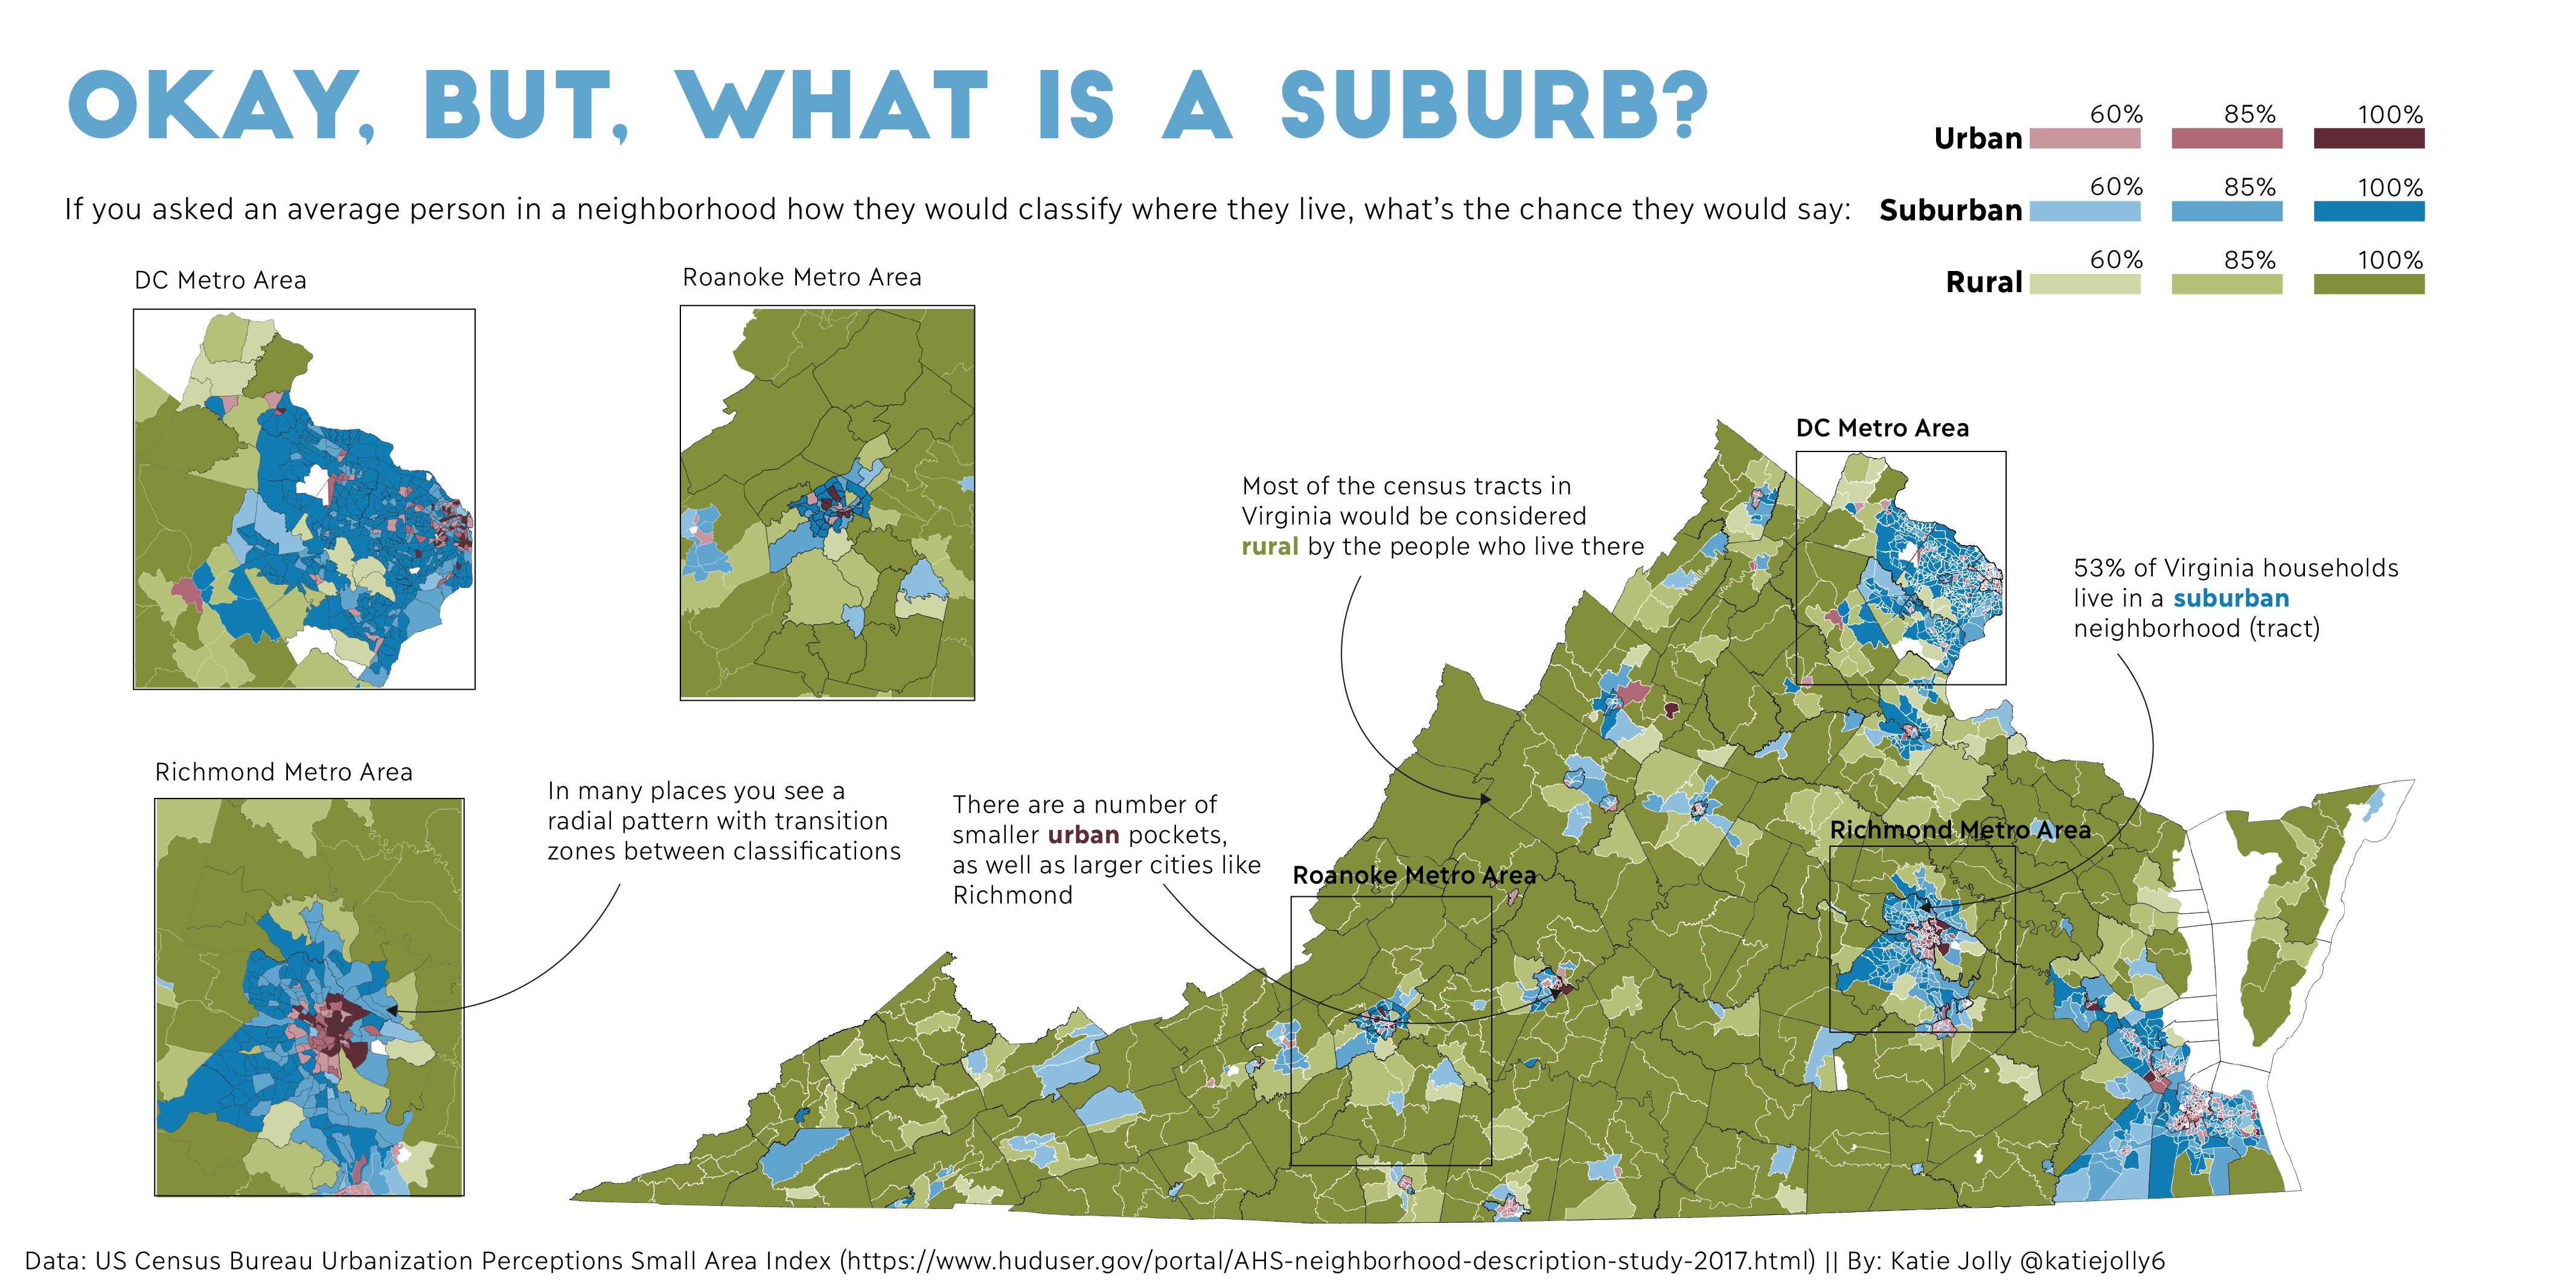 OKAY, BUT, WHAT IS A SUBURB?
If you asked an average person in a neighborhood how they would classify where they live, what's the chance they would say:
60% 85% 100%
Urban
60% 85% 100%
Suburban
60% 85% 100%
Rural
DC Metro Area
Roanoke Metro Area
Richmond Metro Area
In many places you see a
radial pattern with transition
zones between classifications
There are a number of
smaller urban pockets,
as well as larger cities like
Richmond
Most of the census tracts in
Virginia would be considered
rural by the people who live there
DC Metro Area
53% of Virginia households
live in a suburban
neighborhood (tract)
Richmond Metro Area
Roanoke Metro Area
Data: US Census Bureau Urbanization Perceptions Small Area Index (https://www.huduser.gov/portal/AHS-neighborhood-description-study-2017.html) || By: Katie Jolly @katiejolly6